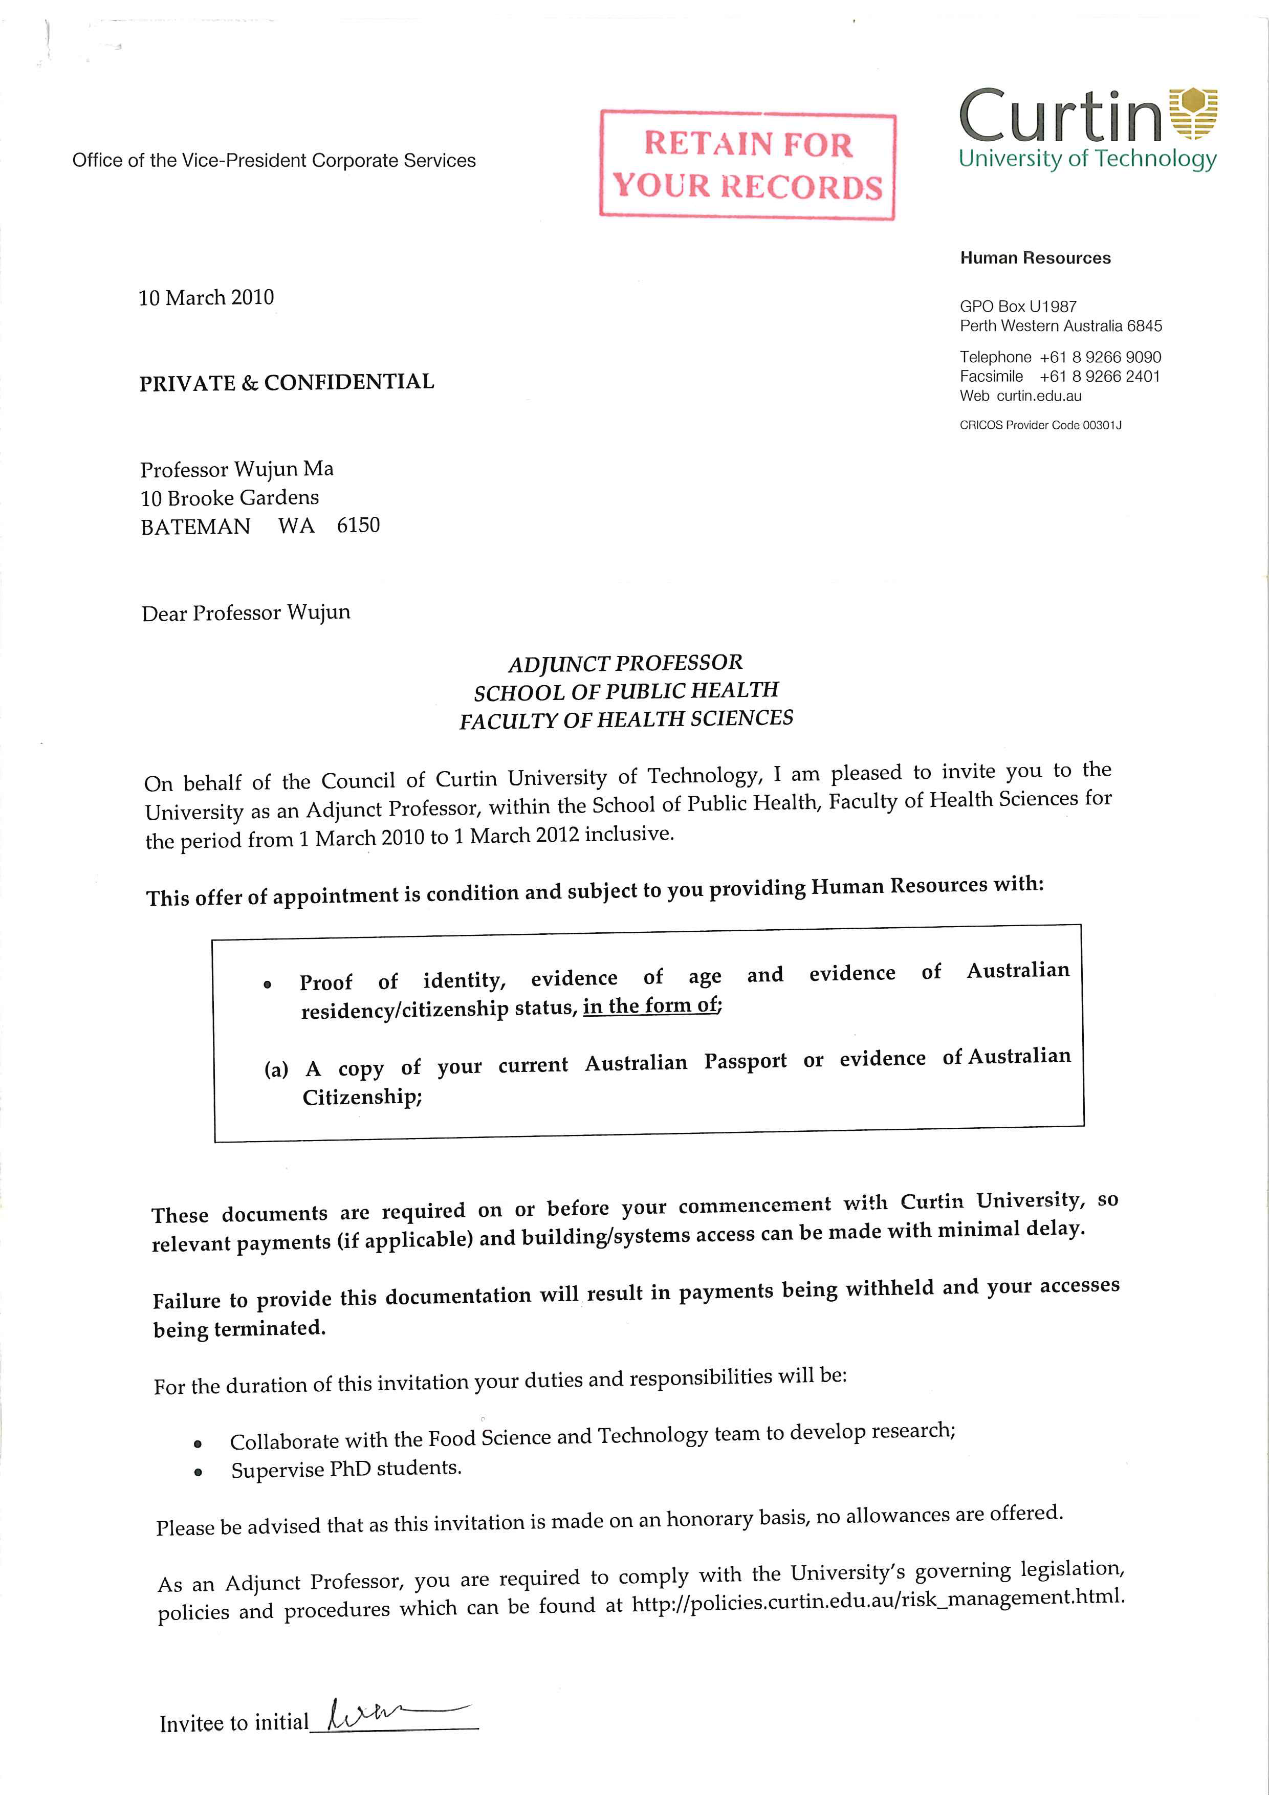 Office of the Vice-President Corporate Services
RETAIN FOR
YOUR RECORDS
Curtin
University of Technology
Human Resources
GPO Box U1987
Perth Western Australia 6845
Telephone +61 8 9266 9090
Facsimile +61 8 9266 2401
Web curtin.edu.au
CRICOS Provider Code 00301J
10 March 2010
PRIVATE & CONFIDENTIAL
Professor Wujun Ma
10 Brooke Gardens
BATEMAN WA 6150
Dear Professor Wujun
ADJUNCT PROFESSOR
SCHOOL OF PUBLIC HEALTH
FACULTY OF HEALTH SCIENCES
On behalf of the Council of Curtin University of Technology, I am pleased to invite you to the
University as an Adjunct Professor, within the School of Public Health, Faculty of Health Sciences for
the period from 1 March 2010 to 1 March 2012 inclusive.
This offer of appointment is condition and subject to you providing Human Resources with:
• Proof of identity, evidence of age and evidence of Australian
residency/citizenship status, in the form of;
(a) A copy of your current Australian Passport or evidence of Australian
Citizenship;
These documents are required on or before your commencement with Curtin University, so
relevant payments (if applicable) and building/systems access can be made with minimal delay.
Failure to provide this documentation will result in payments being withheld and your accesses
being terminated.
For the duration of this invitation your duties and responsibilities will be:
• Collaborate with the Food Science and Technology team to develop research;
• Supervise PhD students.
Please be advised that as this invitation is made on an honorary basis, no allowances are offered.
As an Adjunct Professor, you are required to comply with the University's governing legislation,
policies and procedures which can be found at http://policies.curtin.edu.au/risk_management.html.
Invitee to initial